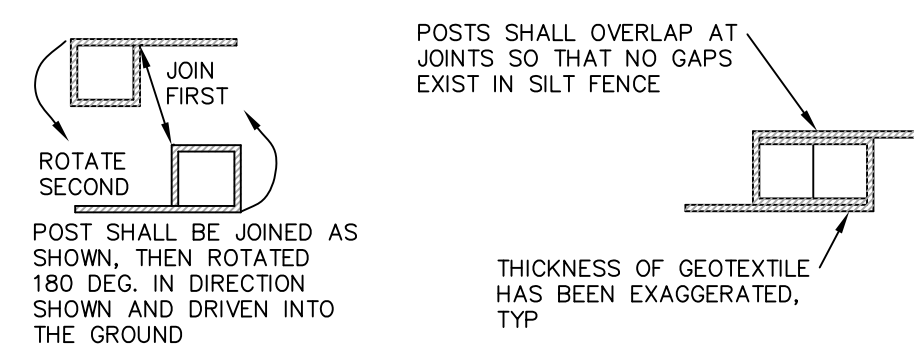 JOIN
FIRST
ROTATE
SECOND
POST SHALL BE JOINED AS
SHOWN, THEN ROTATED
180 DEG. IN DIRECTION
SHOWN AND DRIVEN INTO
THE GROUND
POSTS SHALL OVERLAP AT
JOINTS SO THAT NO GAPS
EXIST IN SILT FENCE
THICKNESS OF GEOTEXTILE
HAS BEEN EXAGGERATED,
TYP